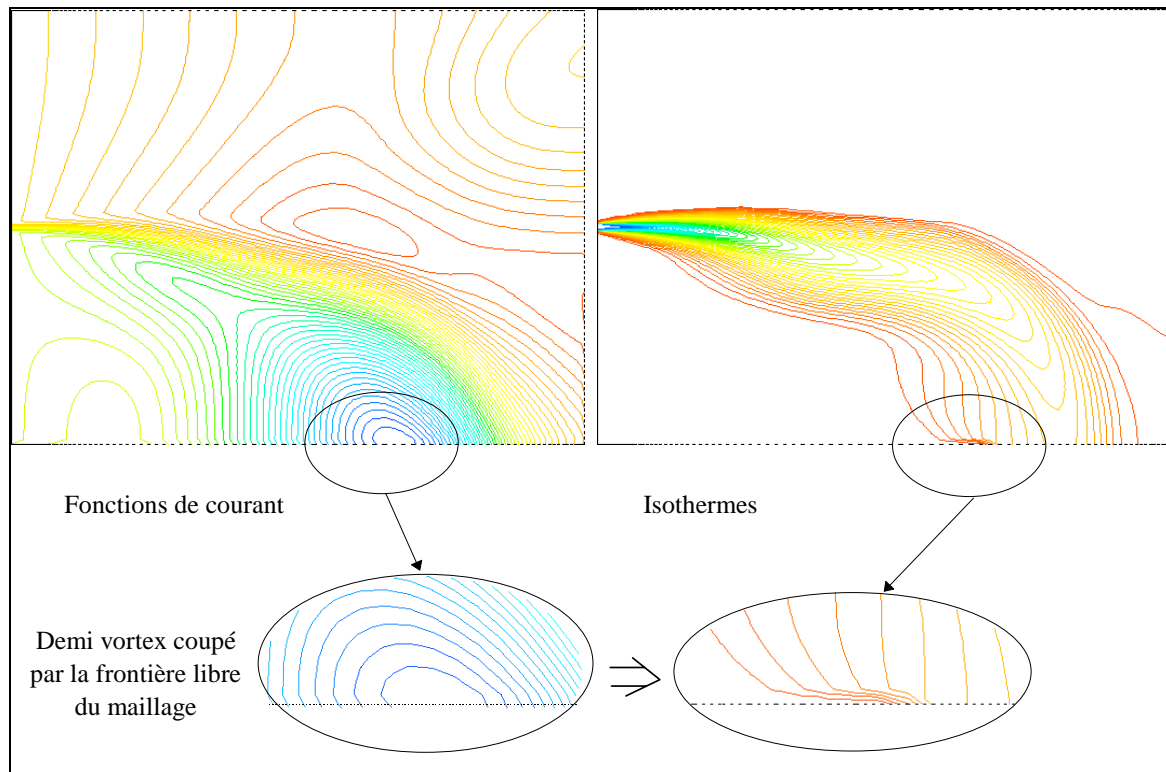 Fonctions de courant
Isothermes
Demi vortex coupé
par la frontière libre
du maillage